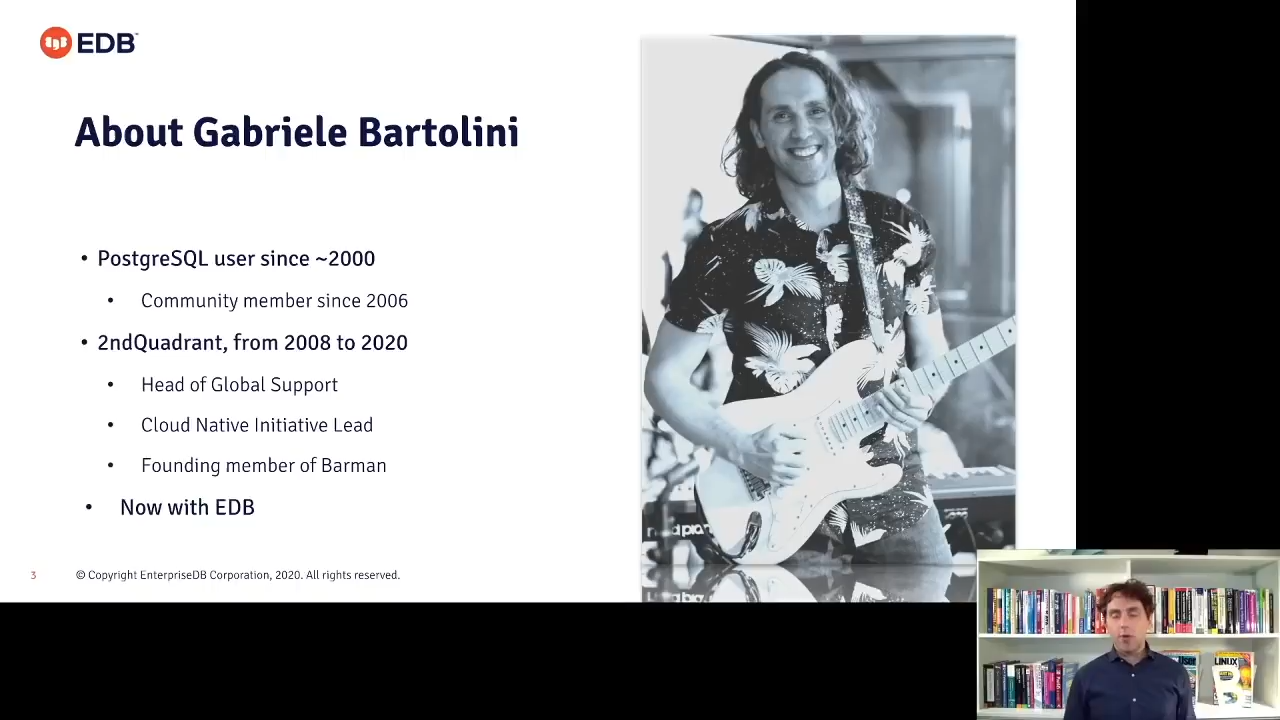 EDB
About Gabriele Bartolini
• PostgreSQL user since ~2000
• Community member since 2006
• 2ndQuadrant, from 2008 to 2020
• Head of Global Support
• Cloud Native Initiative Lead
• Founding member of Barman
• Now with EDB
3 © Copyright EnterpriseDB Corporation, 2020. All rights reserved.
LINUX